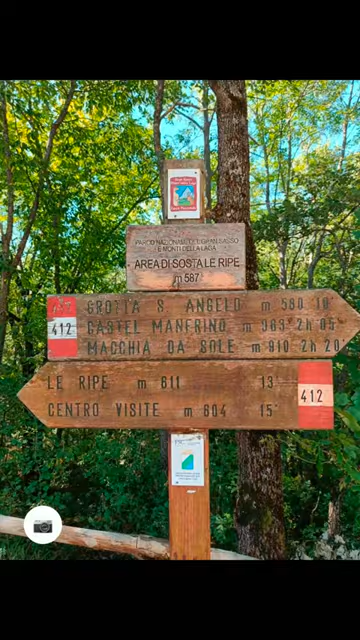 PARCO NAZIONALE DEL GRAN SASSO
E MONTI DELLA LAGA
AREA DI SOSTA LE RIPE
m 587
GROTTA S. ANGELO m 580 10'
412
CASTEL MANFRINO m 963 2h 05
MACCHIA DA SOLE m 910 2h 20
LE RIPE m 611 13'
412
CENTRO VISITE m 604 15'